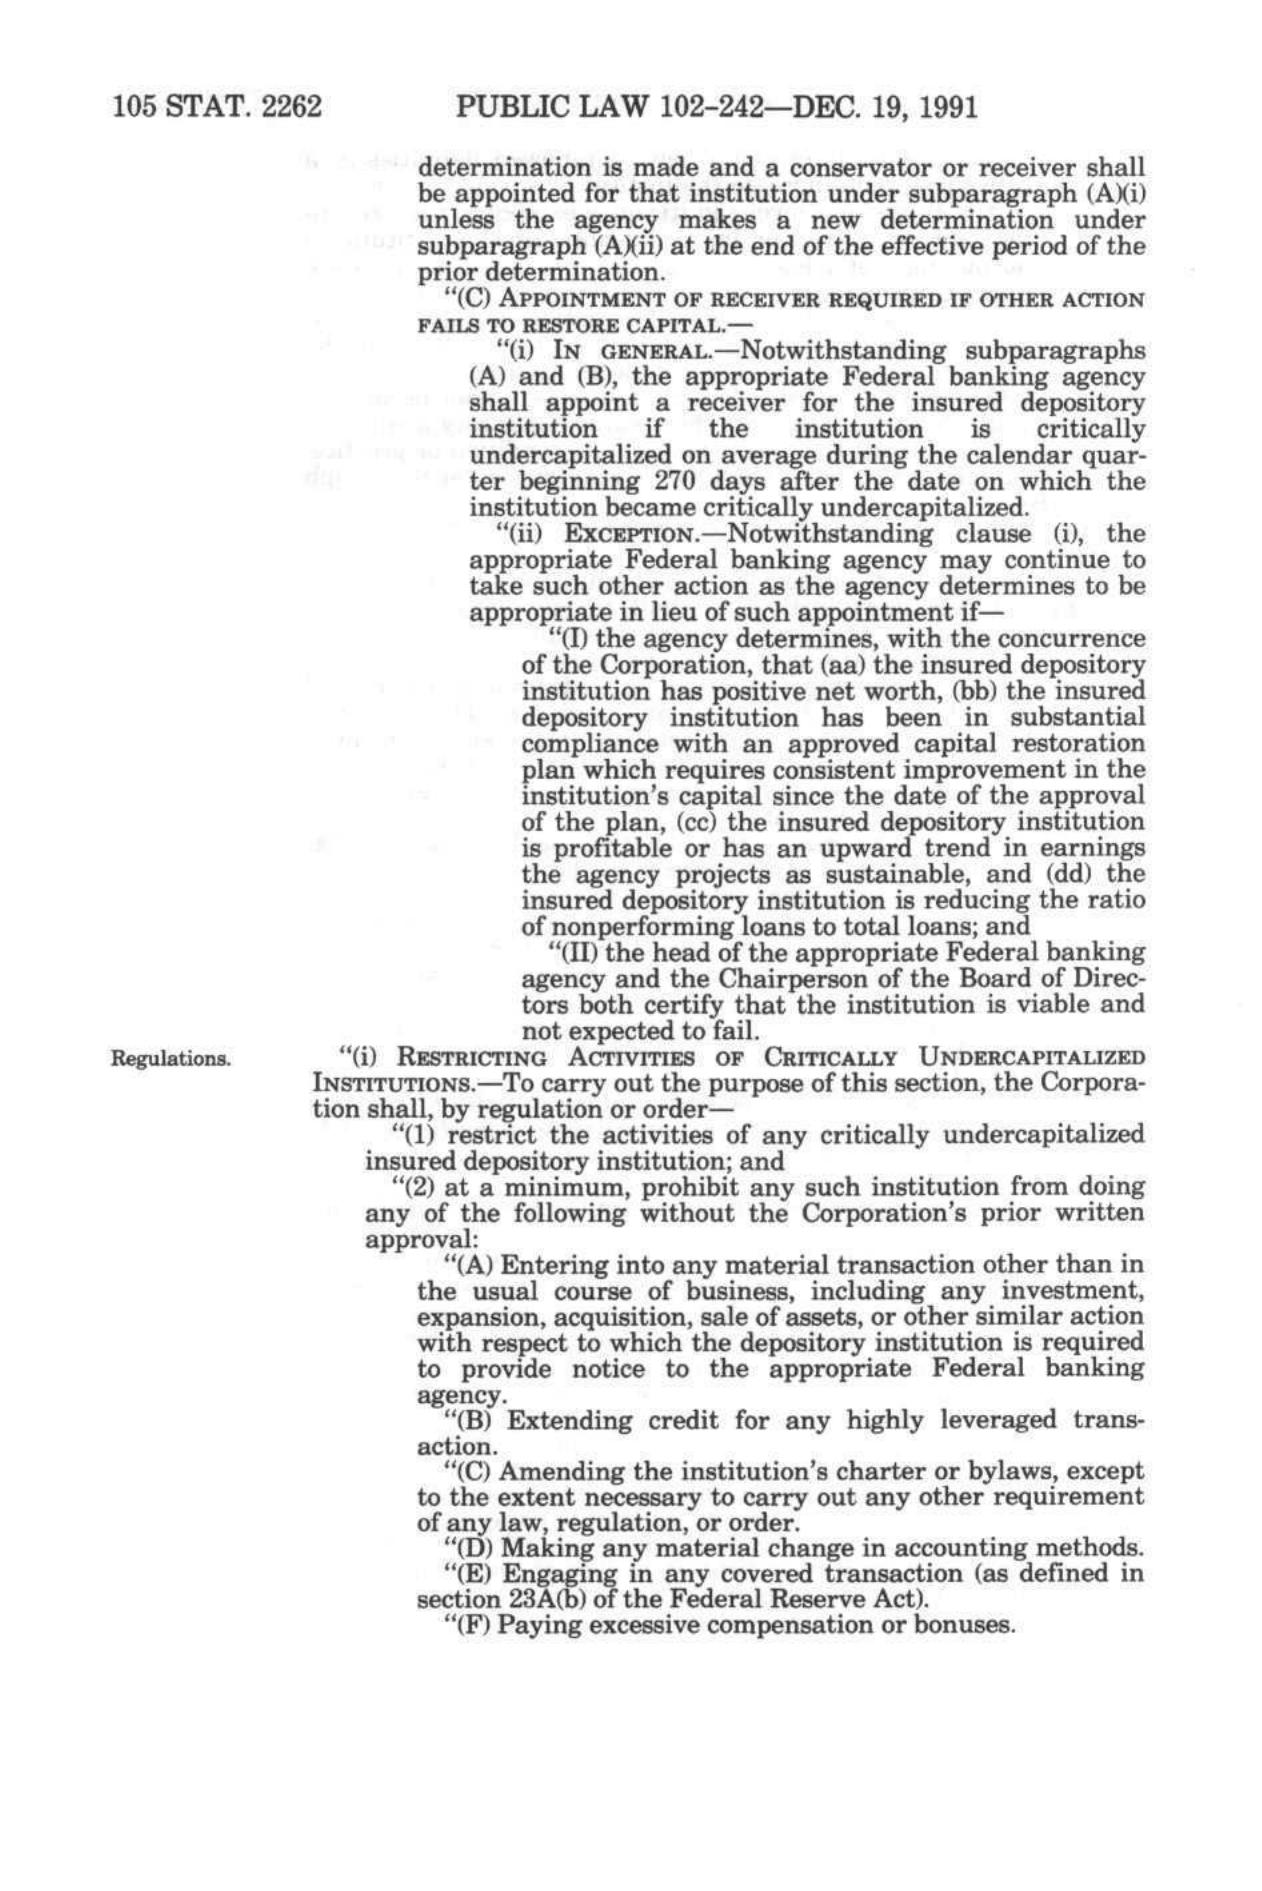 105 STAT. 2262 PUBLIC LAW 102-242—DEC. 19, 1991
determination is made and a conservator or receiver shall
be appointed for that institution under subparagraph (A)(i)
unless the agency makes a new determination under
subparagraph (A)(ii) at the end of the effective period of the
prior determination.
“(C) APPOINTMENT OF RECEIVER REQUIRED IF OTHER ACTION
FAILS TO RESTORE CAPITAL.—
“(i) IN GENERAL.—Notwithstanding subparagraphs
(A) and (B), the appropriate Federal banking agency
shall appoint a receiver for the insured depository
institution if the institution is critically
undercapitalized on average during the calendar quar-
ter beginning 270 days after the date on which the
institution became critically undercapitalized.
“(ii) EXCEPTION.—Notwithstanding clause (i), the
appropriate Federal banking agency may continue to
take such other action as the agency determines to be
appropriate in lieu of such appointment if—
“(I) the agency determines, with the concurrence
of the Corporation, that (aa) the insured depository
institution has positive net worth, (bb) the insured
depository institution has been in substantial
compliance with an approved capital restoration
plan which requires consistent improvement in the
institution's capital since the date of the approval
of the plan, (cc) the insured depository institution
is profitable or has an upward trend in earnings
the agency projects as sustainable, and (dd) the
insured depository institution is reducing the ratio
of nonperforming loans to total loans; and
“(II) the head of the appropriate Federal banking
agency and the Chairperson of the Board of Direc-
tors both certify that the institution is viable and
not expected to fail.
Regulations. “(i) RESTRICTING ACTIVITIES OF CRITICALLY UNDERCAPITALIZED
INSTITUTIONS.—To carry out the purpose of this section, the Corpora-
tion shall, by regulation or order—
“(1) restrict the activities of any critically undercapitalized
insured depository institution; and
“(2) at a minimum, prohibit any such institution from doing
any of the following without the Corporation's prior written
approval:
“(A) Entering into any material transaction other than in
the usual course of business, including any investment,
expansion, acquisition, sale of assets, or other similar action
with respect to which the depository institution is required
to provide notice to the appropriate Federal banking
agency.
“(B) Extending credit for any highly leveraged trans-
action.
“(C) Amending the institution's charter or bylaws, except
to the extent necessary to carry out any other requirement
of any law, regulation, or order.
“(D) Making any material change in accounting methods.
“(E) Engaging in any covered transaction (as defined in
section 23A(b) of the Federal Reserve Act).
“(F) Paying excessive compensation or bonuses.